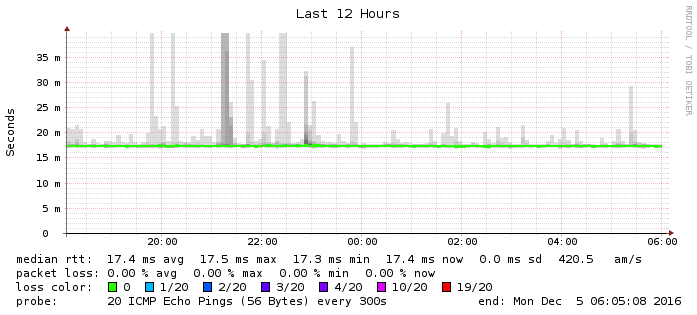 Last 12 Hours
RRDTOOL / TOBI OETIKER
Seconds
35 m
30 m
25 m
20 m
15 m
10 m
5 m
0
20:00 22:00 00:00 02:00 04:00 06:00
median rtt: 17.4 ms avg 17.5 ms max 17.3 ms min 17.4 ms now 0.0 ms sd 420.5 am/s
packet loss: 0.00 % avg 0.00 % max 0.00 % min 0.00 % now
loss color: 0 1/20 2/20 3/20 4/20 10/20 19/20
probe: 20 ICMP Echo Pings (56 Bytes) every 300s end: Mon Dec 5 06:05:08 2016